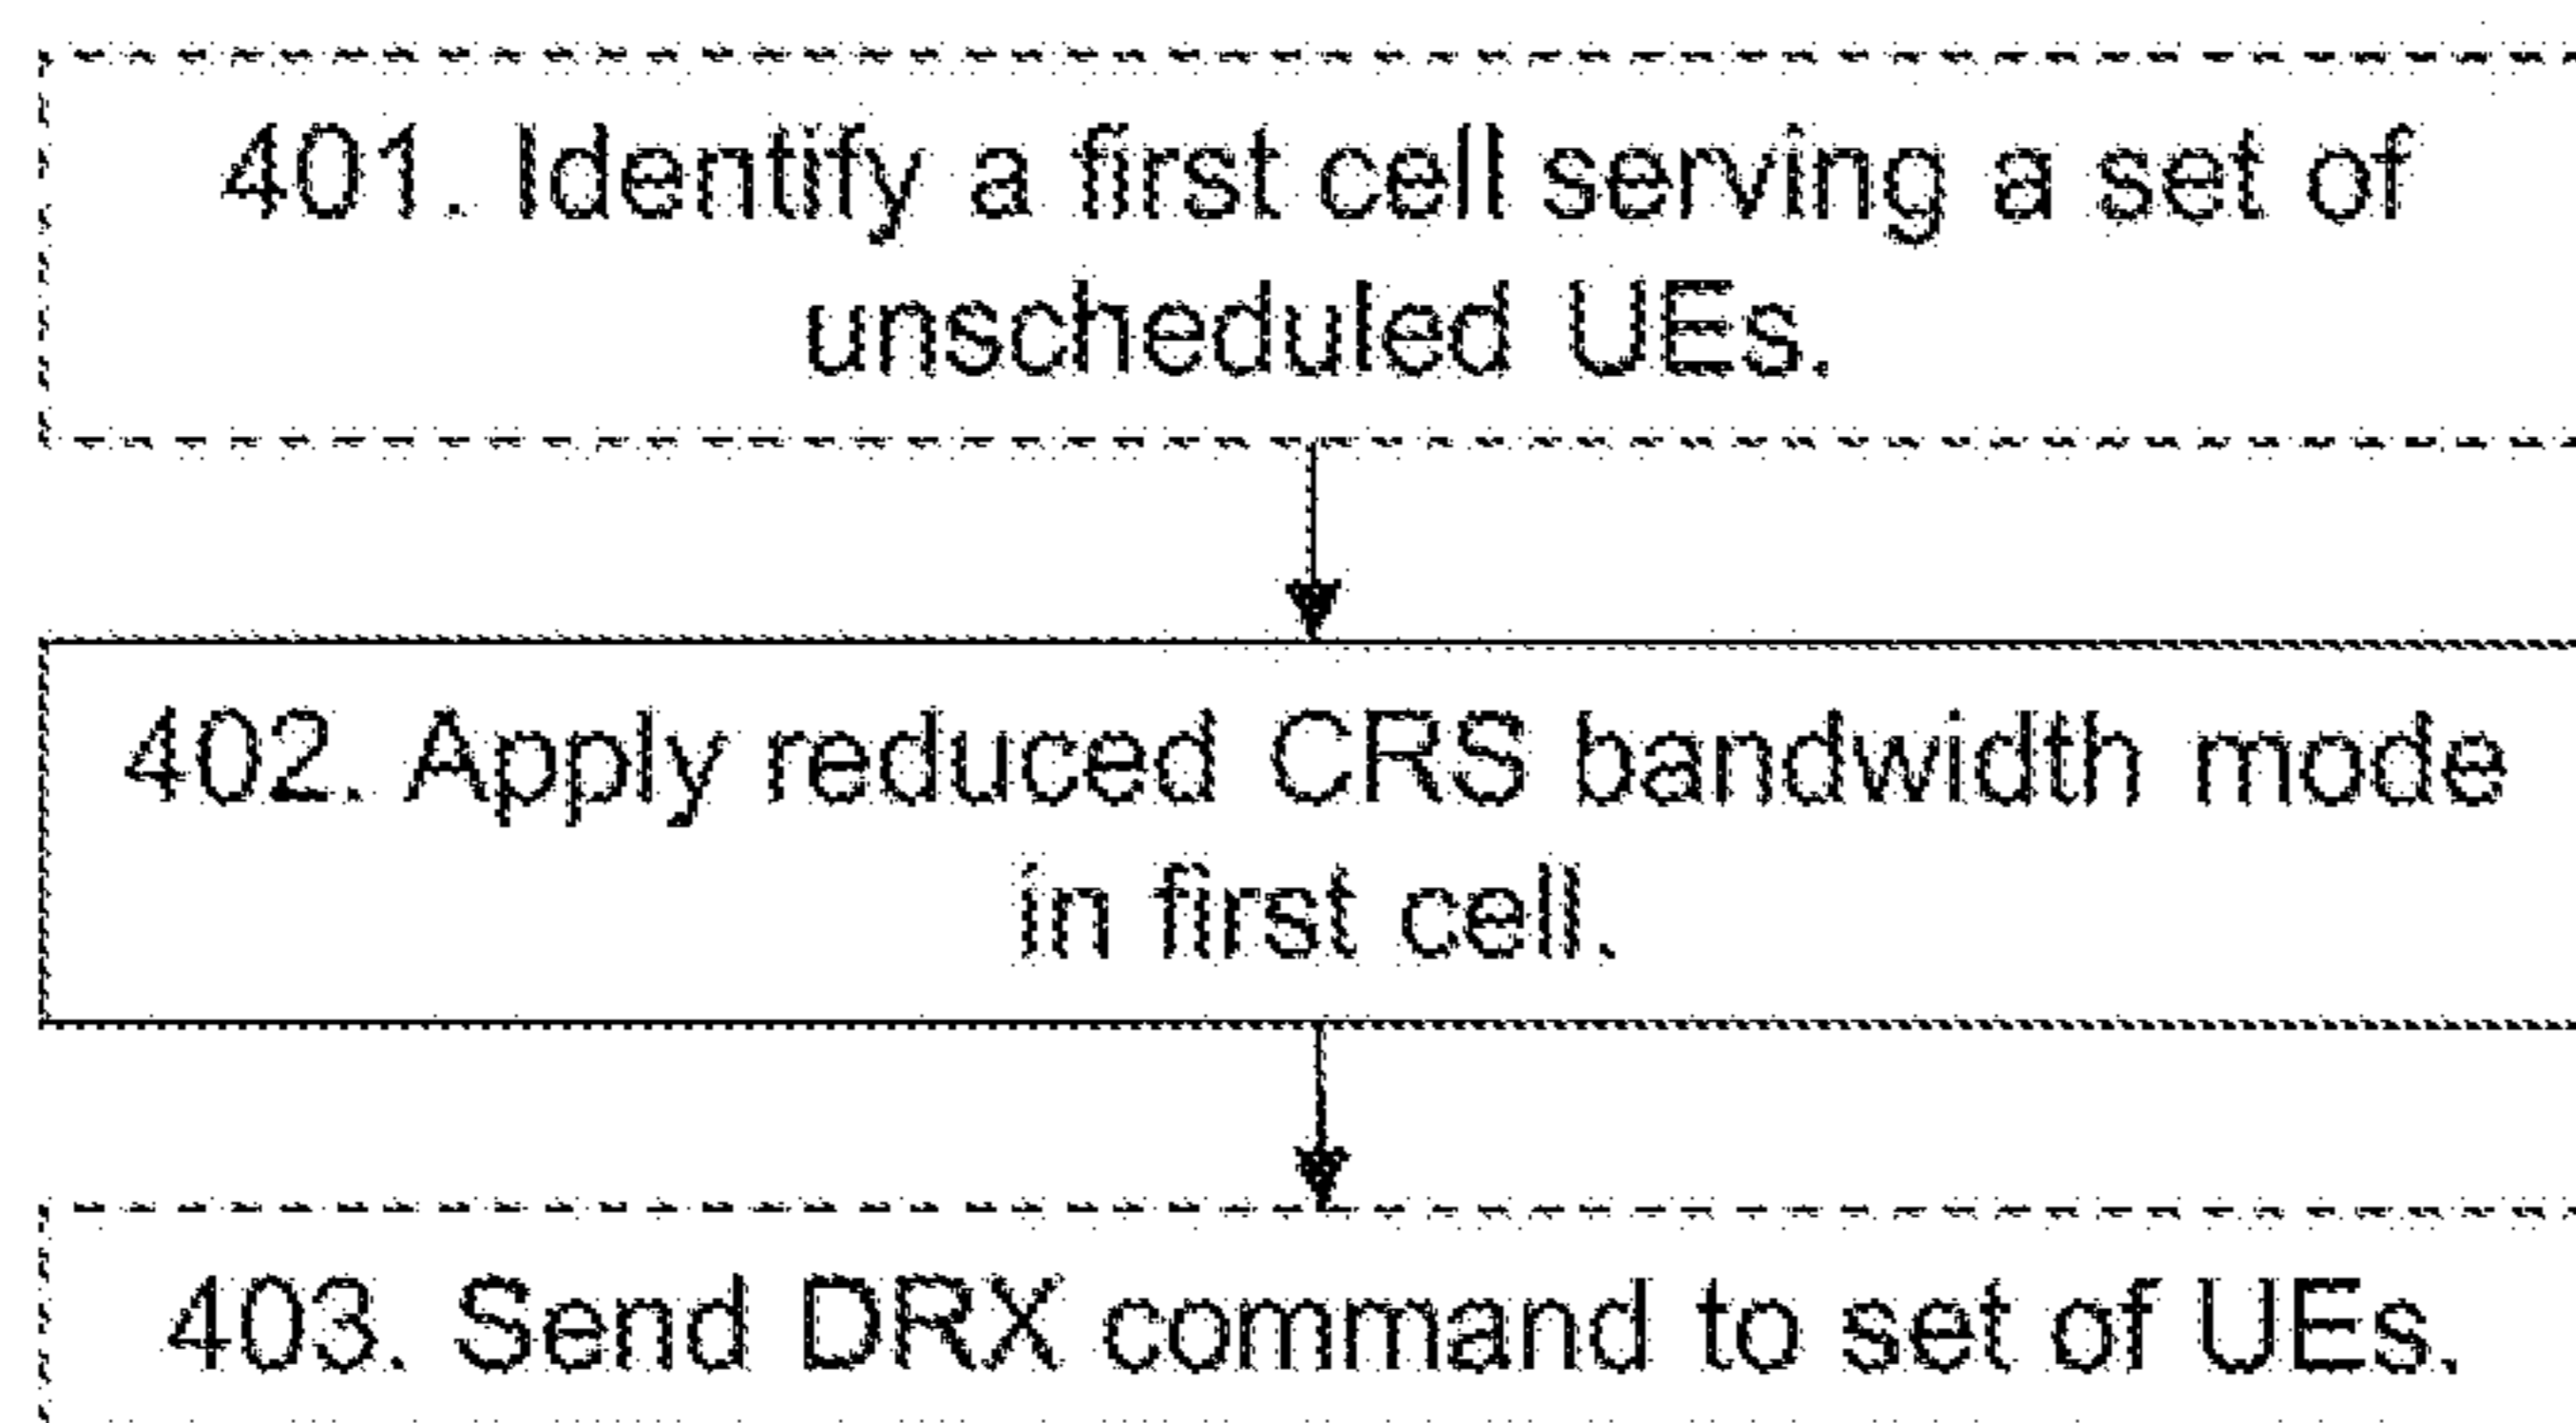 401. Identify a first cell serving a set of
unscheduled UEs.
402. Apply reduced CRS bandwidth mode
in first cell.
403. Send DRX command to set of UEs.